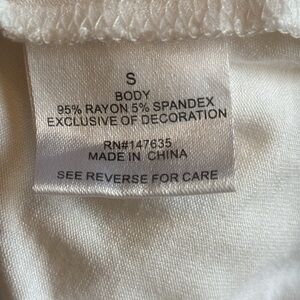 S
BODY
95% RAYON 5% SPANDEX
EXCLUSIVE OF DECORATION
RN#147635
MADE IN CHINA
SEE REVERSE FOR CARE